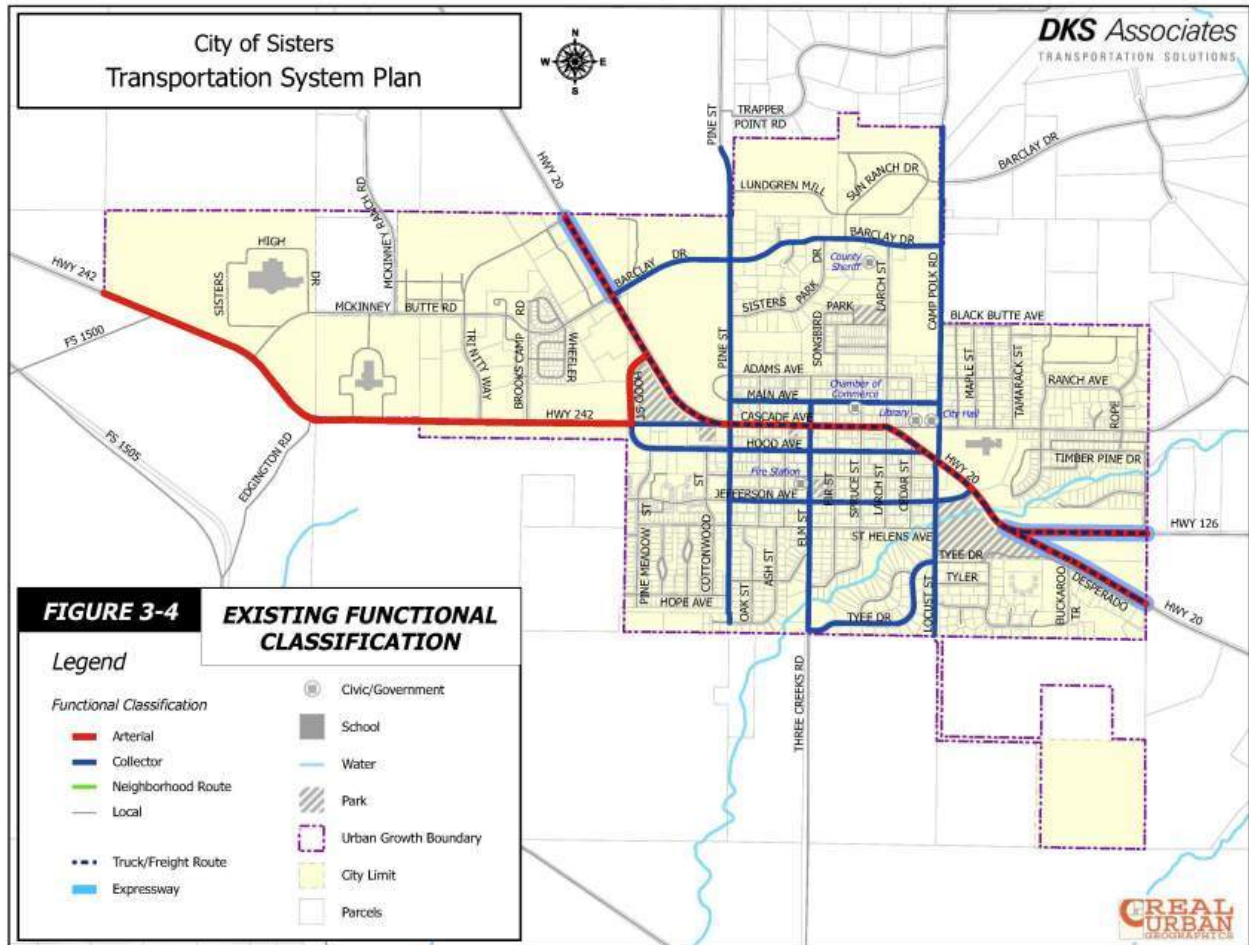 City of Sisters
Transportation System Plan
N
W
E
S
DKS Associates
TRANSPORTATION SOLUTIONS
PINE ST
TRAPPER
POINT RD
BARCLAY DR
HWY 20
LUNDGREN MILL
SUN RANCH DR
MCKINNEY RANCH RD
HIGH
DR
SISTERS
HWY 242
BARCLAY
DR
BARCLAY DR
County
Sheriff
DR
PARK
SISTERS
LARCH ST
CAMP POLK RD
MCKINNEY
BUTTE RD
FS 1500
TRINITY WAY
BROOKS CAMP
RD
WHEELER
SONGBIRD
PARK
BLACK BUTTE AVE
PINE ST
ADAMS AVE
MAIN AVE
Chamber of
Commerce
MAPLE ST
TAMARACK ST
RANCH AVE
ROPE
HOOD ST
HWY 242
CASCADE AVE
Library
City Hall
HOOD AVE
HWY 20
TIMBER PINE DR
FS 1505
EDGINGTON RD
Fire Station
JEFFERSON AVE
FIR ST
SPRUCE ST
LARCH ST
CEDAR ST
ST
ST
PINE MEADOW
COTTONWOOD
ELM ST
ASH ST
ST HELENS AVE
HWY 126
TYEE DR
TYLER
DESPERADO
HOPE AVE
OAK ST
TYEE DR
LOCUST ST
BUCKAROO
TR
HWY 20
THREE CREEKS RD
FIGURE 3-4
EXISTING FUNCTIONAL
CLASSIFICATION
Legend
Functional Classification
Arterial
Collector
Neighborhood Route
Local
Truck/Freight Route
Expressway
Civic/Government
School
Water
Park
Urban Growth Boundary
City Limit
Parcels
REAL
URBAN
GEOGRAPHICS